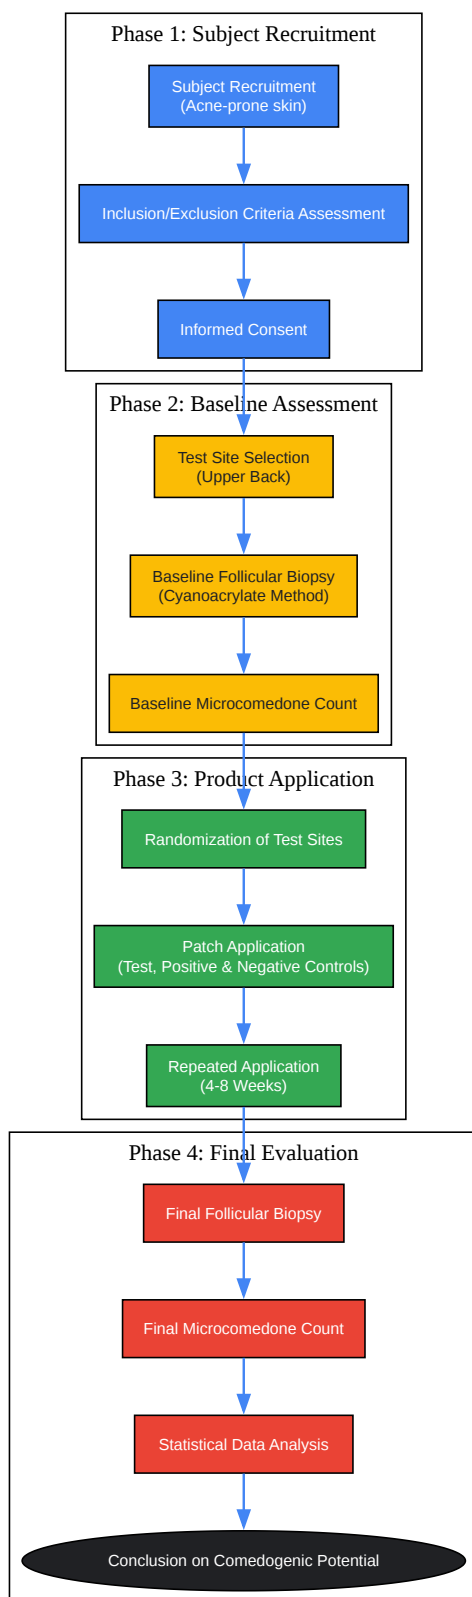 Phase 1: Subject Recruitment
Subject Recruitment
(Acne-prone skin)
Inclusion/Exclusion Criteria Assessment
Informed Consent
Phase 2: Baseline Assessment
Test Site Selection
(Upper Back)
Baseline Follicular Biopsy
(Cyanoacrylate Method)
Baseline Microcomedone Count
Phase 3: Product Application
Randomization of Test Sites
Patch Application
(Test, Positive & Negative Controls)
Repeated Application
(4-8 Weeks)
Phase 4: Final Evaluation
Final Follicular Biopsy
Final Microcomedone Count
Statistical Data Analysis
Conclusion on Comedogenic Potential